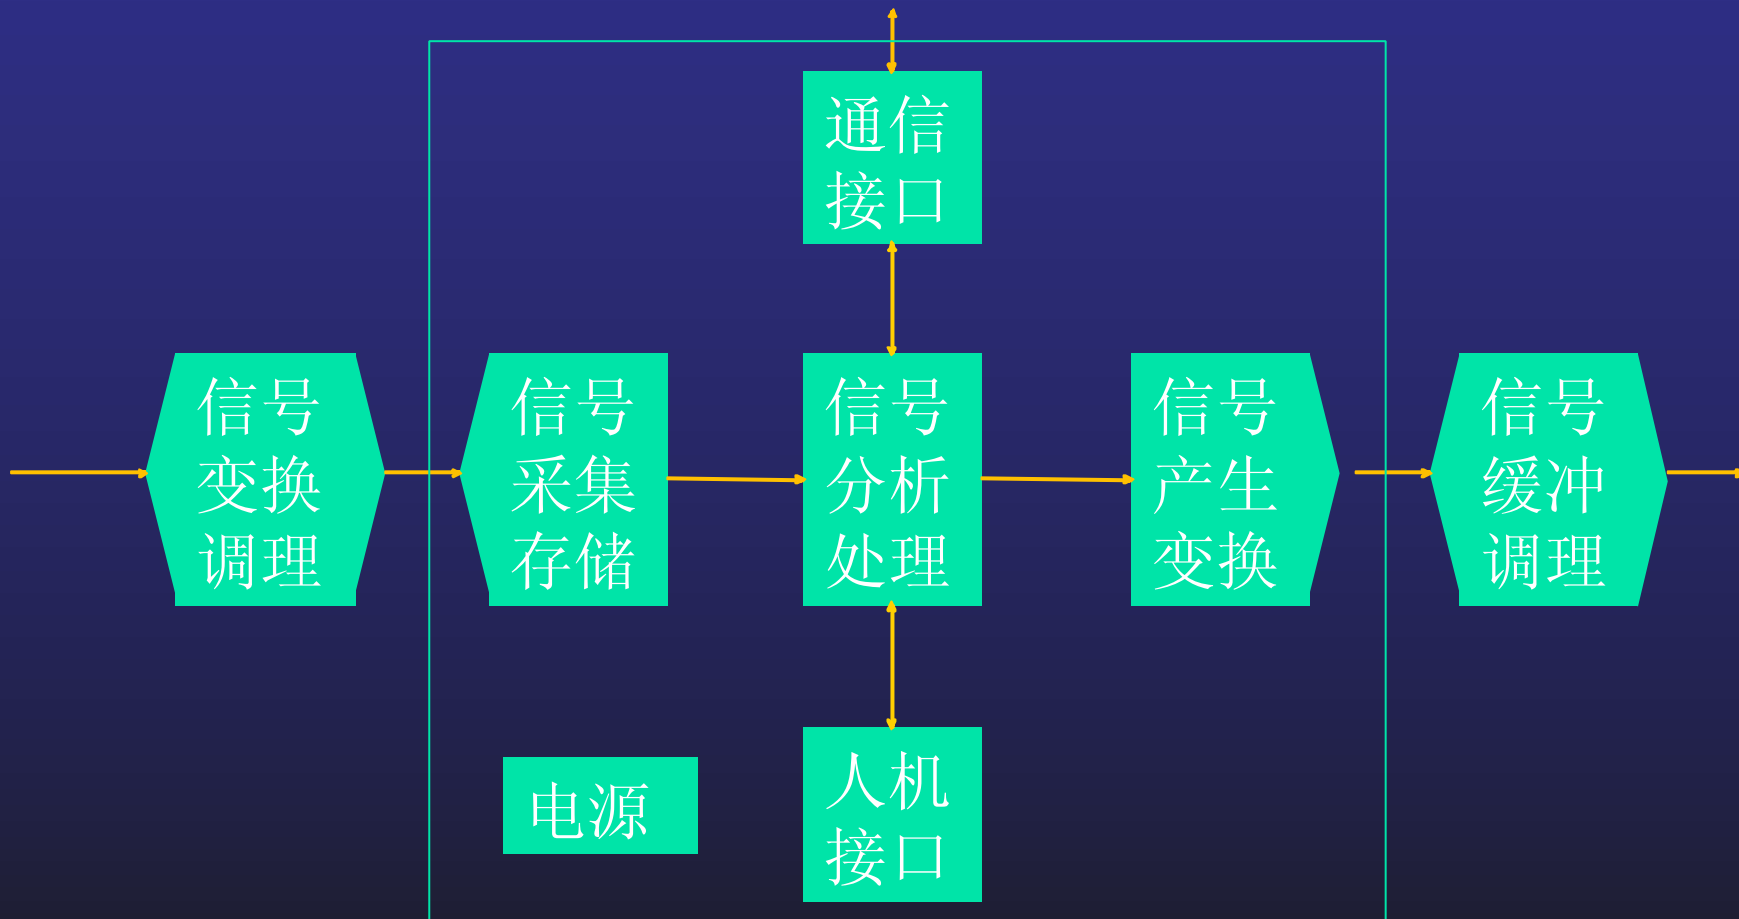 通信
接口
信号
变换
调理
信号
采集
存储
信号
分析
处理
信号
产生
变换
信号
缓冲
调理
电源
人机
接口